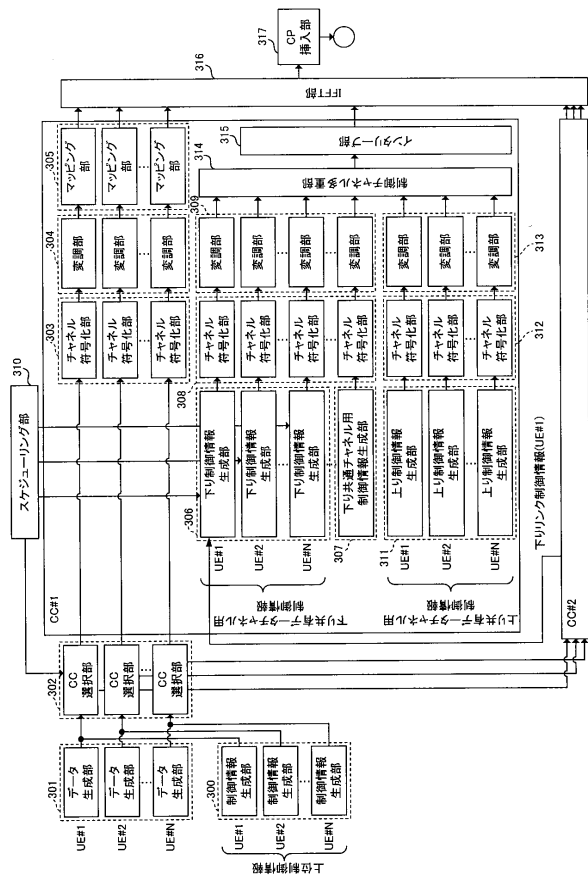 310
スケジューリング部
CC#1
303
チャネル
符号化部
チャネル
符号化部
チャネル
符号化部
304
変調部
変調部
変調部
305
マッピング
部
マッピング
部
マッピング
部
316
IFFT部
317
CP
挿入部
301
データ
生成部
データ
生成部
データ
生成部
UE#1
UE#2
UE#N
302
CC
選択部
CC
選択部
CC
選択部
300
制御情報
生成部
制御情報
生成部
制御情報
生成部
UE#1
UE#2
UE#N
上位制御情報
306
下り制御情報
生成部
下り制御情報
生成部
下り制御情報
生成部
UE#1
UE#2
UE#N
下り共有データチャネル用
制御情報
307
下り共通チャネル用
制御情報生成部
308
チャネル
符号化部
チャネル
符号化部
チャネル
符号化部
チャネル
符号化部
309
変調部
変調部
変調部
変調部
311
上り制御情報
生成部
上り制御情報
生成部
上り制御情報
生成部
UE#1
UE#2
UE#N
上り共有データチャネル用
制御情報
312
チャネル
符号化部
チャネル
符号化部
チャネル
符号化部
313
変調部
変調部
変調部
314
制御チャネル多重部
315
インタリーブ部
下りリンク制御情報(UE#1)
CC#2